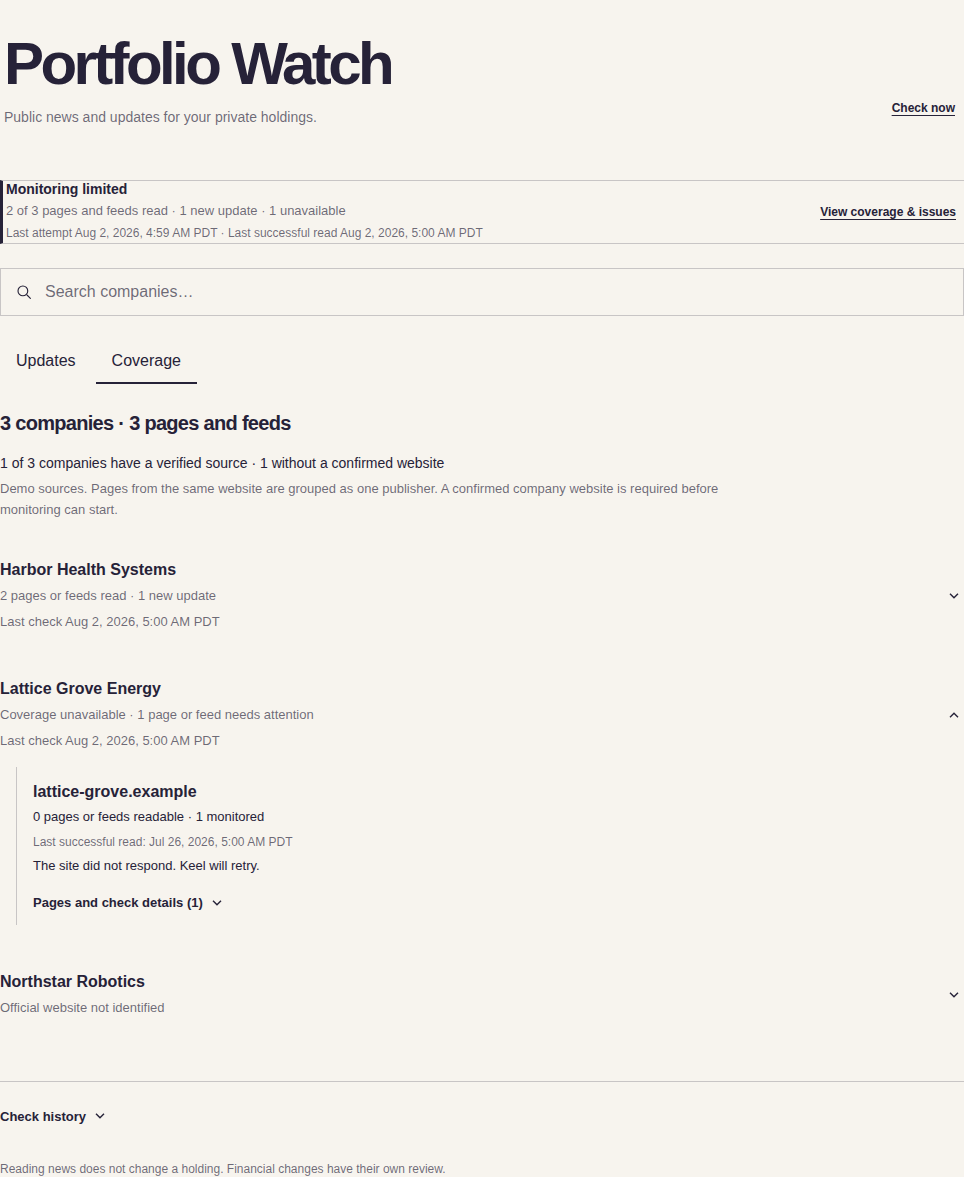 Portfolio Watch
Public news and updates for your private holdings.
Check now
Monitoring limited
2 of 3 pages and feeds read · 1 new update · 1 unavailable
Last attempt Aug 2, 2026, 4:59 AM PDT · Last successful read Aug 2, 2026, 5:00 AM PDT
View coverage & issues
Search companies…
Updates
Coverage
3 companies · 3 pages and feeds
1 of 3 companies have a verified source · 1 without a confirmed website
Demo sources. Pages from the same website are grouped as one publisher. A confirmed company website is required before
monitoring can start.
Harbor Health Systems
2 pages or feeds read · 1 new update
Last check Aug 2, 2026, 5:00 AM PDT
Lattice Grove Energy
Coverage unavailable · 1 page or feed needs attention
Last check Aug 2, 2026, 5:00 AM PDT
lattice-grove.example
0 pages or feeds readable · 1 monitored
Last successful read: Jul 26, 2026, 5:00 AM PDT
The site did not respond. Keel will retry.
Pages and check details (1)
Northstar Robotics
Official website not identified
Check history
Reading news does not change a holding. Financial changes have their own review.